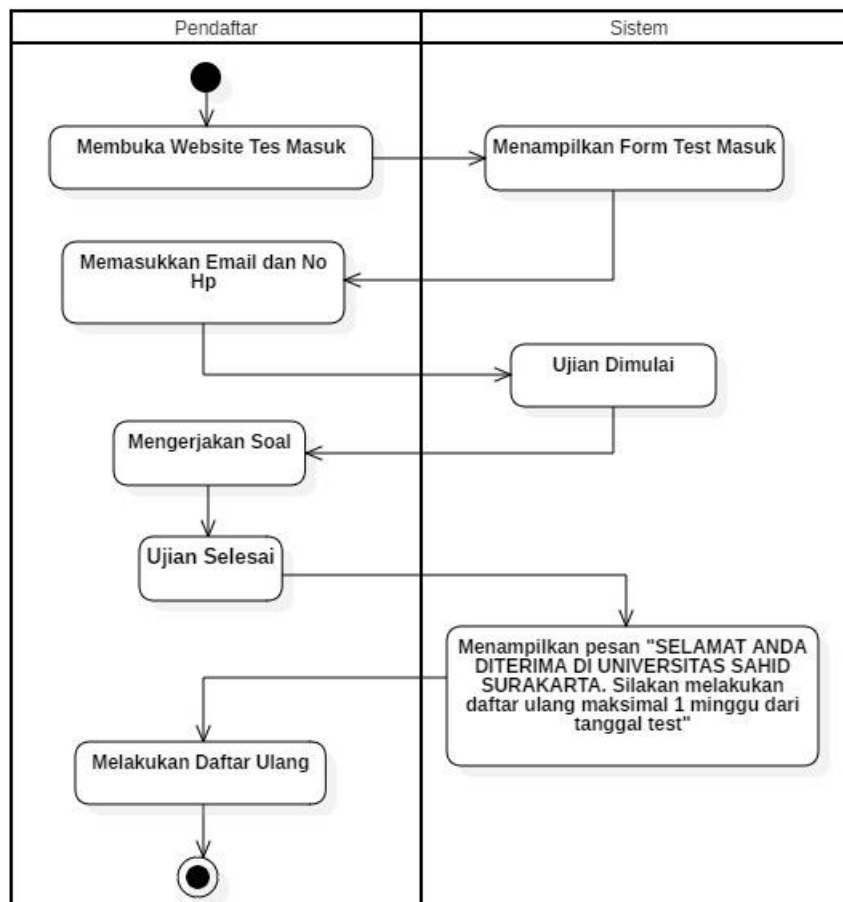 Pendaftar
Sistem
Membuka Website Tes Masuk
Menampilkan Form Test Masuk
Memasukkan Email dan No
Hp
Ujian Dimulai
Mengerjakan Soal
Ujian Selesai
Menampilkan pesan "SELAMAT ANDA
DITERIMA DI UNIVERSITAS SAHID
SURAKARTA. Silakan melakukan
daftar ulang maksimal 1 minggu dari
tanggal test"
Melakukan Daftar Ulang